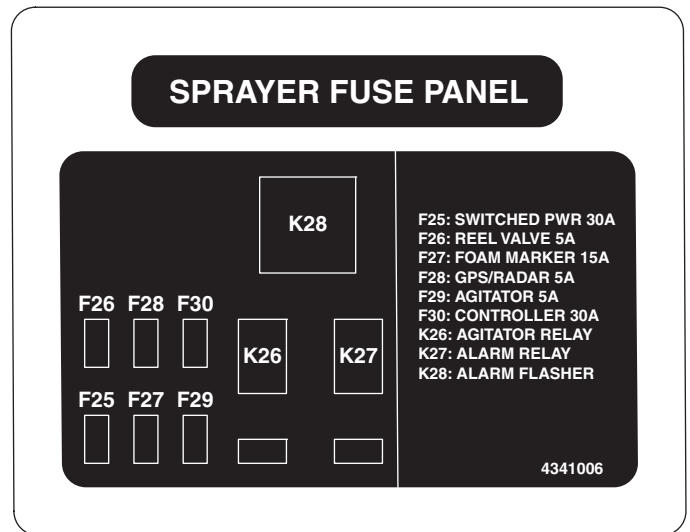 SPRAYER FUSE PANEL
K28
F26 F28 F30
K26 K27
F25 F27 F29
F25: SWITCHED PWR 30A
F26: REEL VALVE 5A
F27: FOAM MARKER 15A
F28: GPS/RADAR 5A
F29: AGITATOR 5A
F30: CONTROLLER 30A
K26: AGITATOR RELAY
K27: ALARM RELAY
K28: ALARM FLASHER
4341006